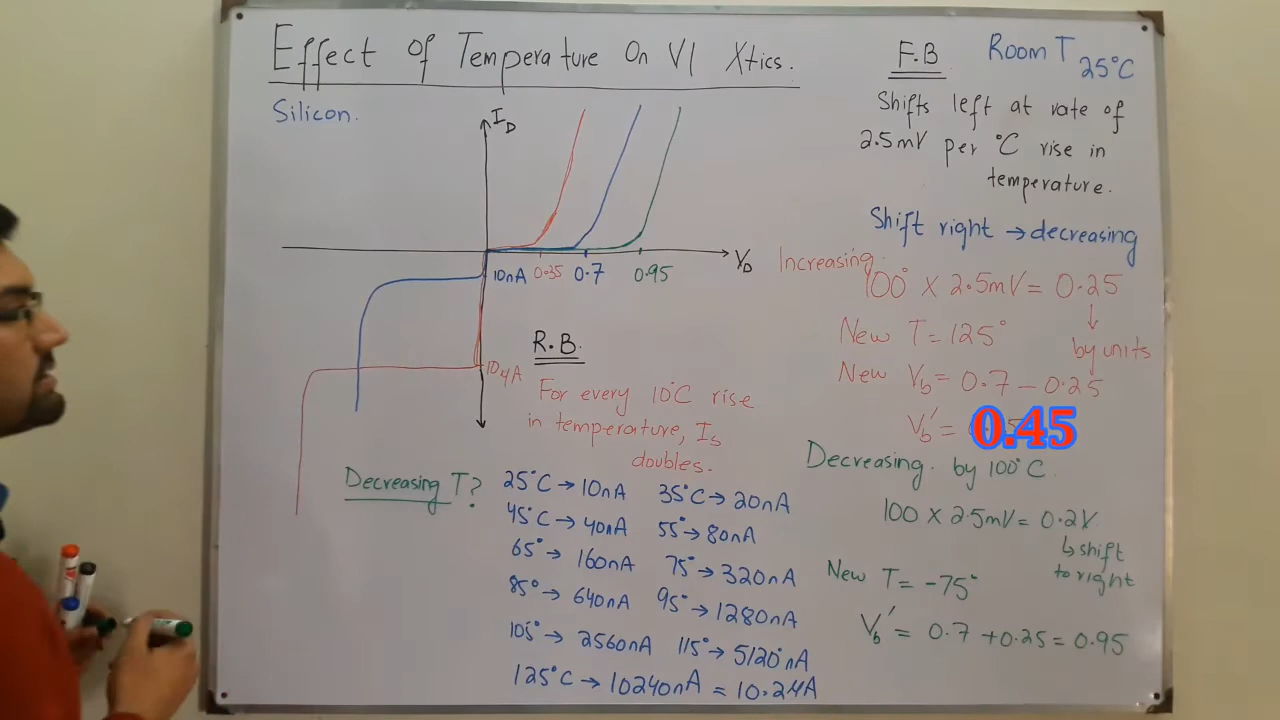 Effect of Temperature On VI Xtics.
Silicon.
I_D
V_D
10nA 0.35 0.7 0.95
10μA
R.B.
For every 10°C rise
in temperature, Is
doubles.
Decreasing T?
25°C → 10nA 35°C → 20nA
45°C → 40nA 55° → 80nA
65° → 160nA 75° → 320nA
85° → 640nA 95° → 1280nA
105° → 2560nA 115° → 5120nA
125°C → 10240nA = 10.24A
F.B Room T 25°C
Shifts left at rate of
2.5mV per °C rise in
temperature.
Shift right → decreasing
Increasing.
100° X 2.5mV = 0.25
↓
by units
New T = 125°
New Vb = 0.7 - 0.25
Vb' = 0.45
Decreasing. by 100°C.
100 X 2.5mV = 0.2V
↳ shift
to right
New T = -75°
Vb' = 0.7 + 0.25 = 0.95